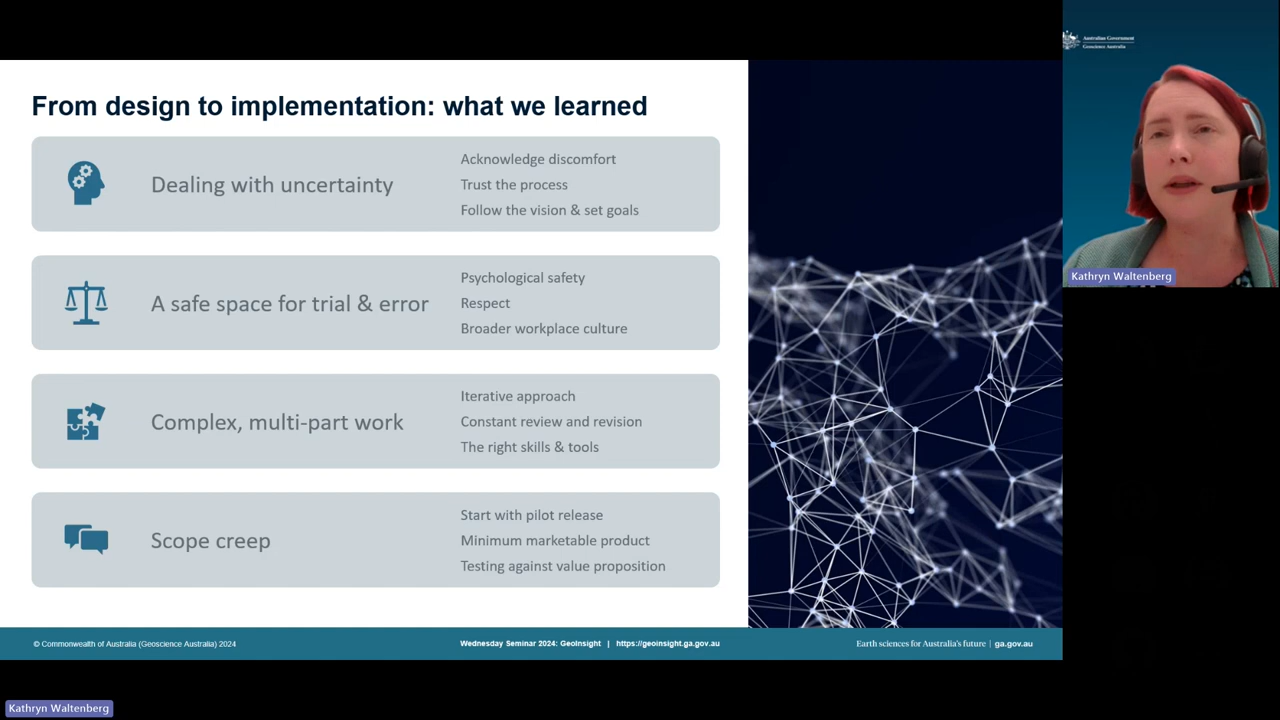 Australian Government
Geoscience Australia
From design to implementation: what we learned
Dealing with uncertainty
Acknowledge discomfort
Trust the process
Follow the vision & set goals
A safe space for trial & error
Psychological safety
Respect
Broader workplace culture
Complex, multi-part work
Iterative approach
Constant review and revision
The right skills & tools
Scope creep
Start with pilot release
Minimum marketable product
Testing against value proposition
Kathryn Waltenberg
© Commonwealth of Australia (Geoscience Australia) 2024
Wednesday Seminar 2024: GeoInsight | https://geoinsight.ga.gov.au
Earth sciences for Australia's future | ga.gov.au
Kathryn Waltenberg